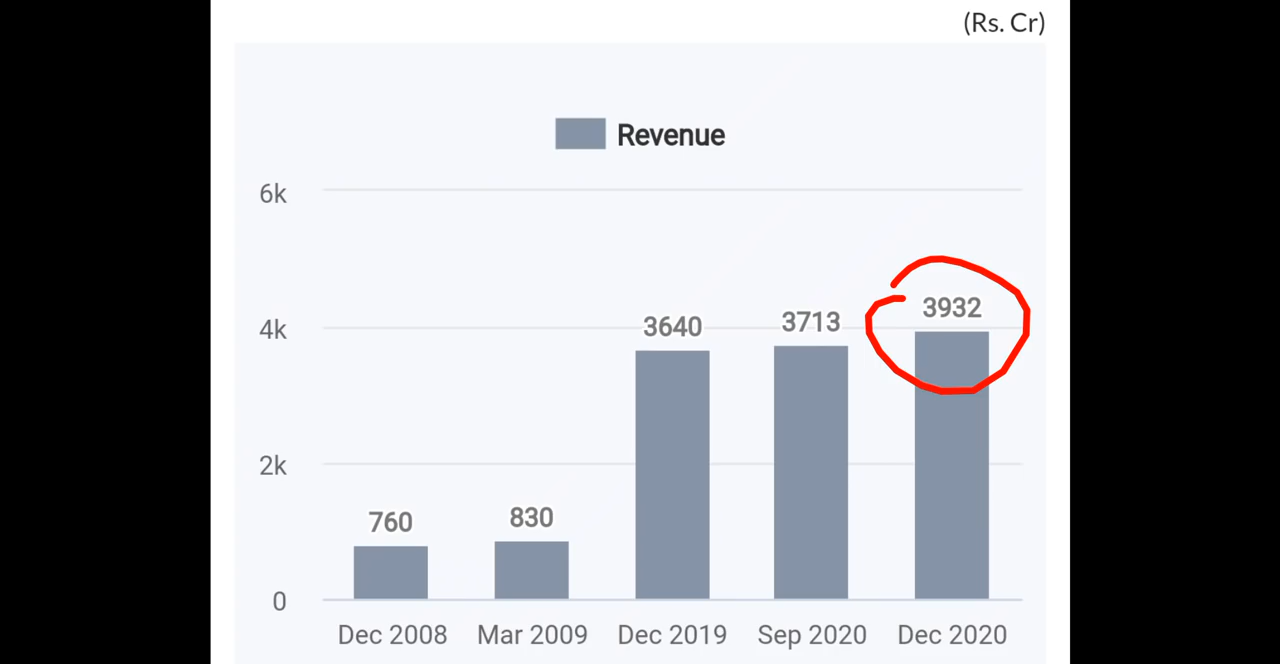 (Rs. Cr)
Revenue
6k
4k
2k
0
760
830
3640
3713
3932
Dec 2008
Mar 2009
Dec 2019
Sep 2020
Dec 2020